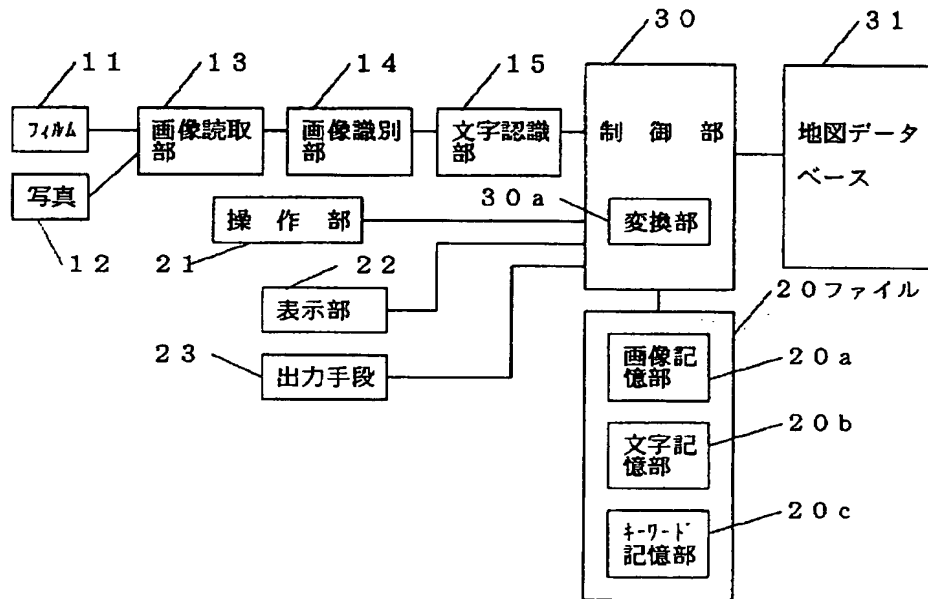 30
31
11
13
14
15
フィルム
画像読取
部
画像識別
部
文字認識
部
制御部
地図データ
ベース
写真
30a
変換部
操作部
12
21
22
表示部
20ファイル
23
出力手段
画像記
憶部
20a
文字記
憶部
20b
キーワード
記憶部
20c